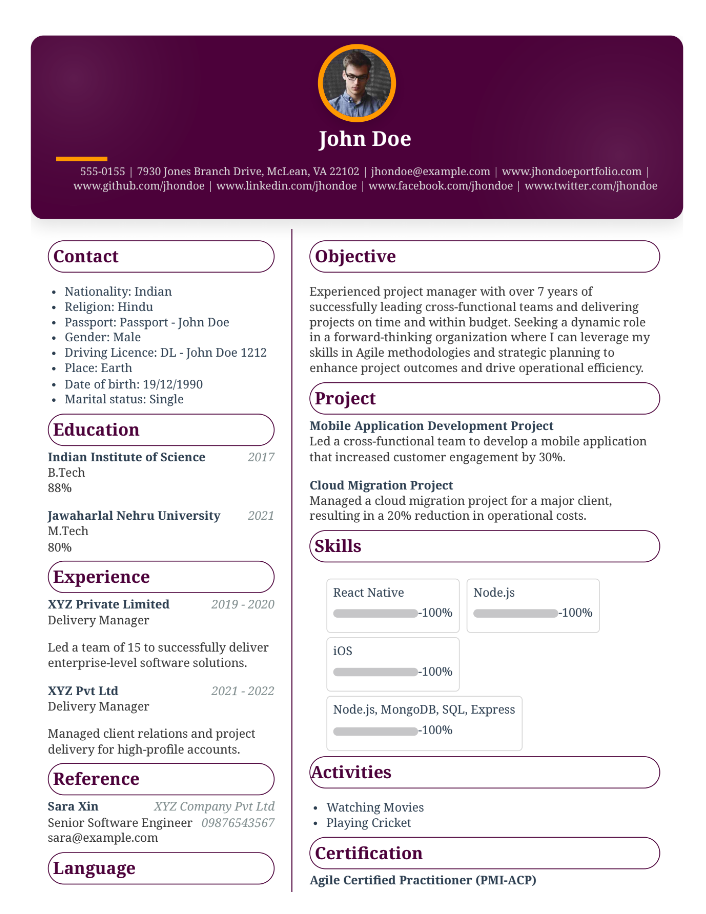 John Doe
555-0155 | 7930 Jones Branch Drive, McLean, VA 22102 | jhondoe@example.com | www.jhondoeportfolio.com |
www.github.com/jhondoe | www.linkedin.com/jhondoe | www.facebook.com/jhondoe | www.twitter.com/jhondoe
Contact
• Nationality: Indian
• Religion: Hindu
• Passport: Passport - John Doe
• Gender: Male
• Driving Licence: DL - John Doe 1212
• Place: Earth
• Date of birth: 19/12/1990
• Marital status: Single
Education
Indian Institute of Science 2017
B.Tech
88%
Jawaharlal Nehru University 2021
M.Tech
80%
Experience
XYZ Private Limited 2019 - 2020
Delivery Manager
Led a team of 15 to successfully deliver
enterprise-level software solutions.
XYZ Pvt Ltd 2021 - 2022
Delivery Manager
Managed client relations and project
delivery for high-profile accounts.
Reference
Sara Xin XYZ Company Pvt Ltd
Senior Software Engineer 09876543567
sara@example.com
Language
Objective
Experienced project manager with over 7 years of
successfully leading cross-functional teams and delivering
projects on time and within budget. Seeking a dynamic role
in a forward-thinking organization where I can leverage my
skills in Agile methodologies and strategic planning to
enhance project outcomes and drive operational efficiency.
Project
Mobile Application Development Project
Led a cross-functional team to develop a mobile application
that increased customer engagement by 30%.
Cloud Migration Project
Managed a cloud migration project for a major client,
resulting in a 20% reduction in operational costs.
Skills
React Native
-100%
Node.js
-100%
iOS
-100%
Node.js, MongoDB, SQL, Express
-100%
Activities
• Watching Movies
• Playing Cricket
Certification
Agile Certified Practitioner (PMI-ACP)